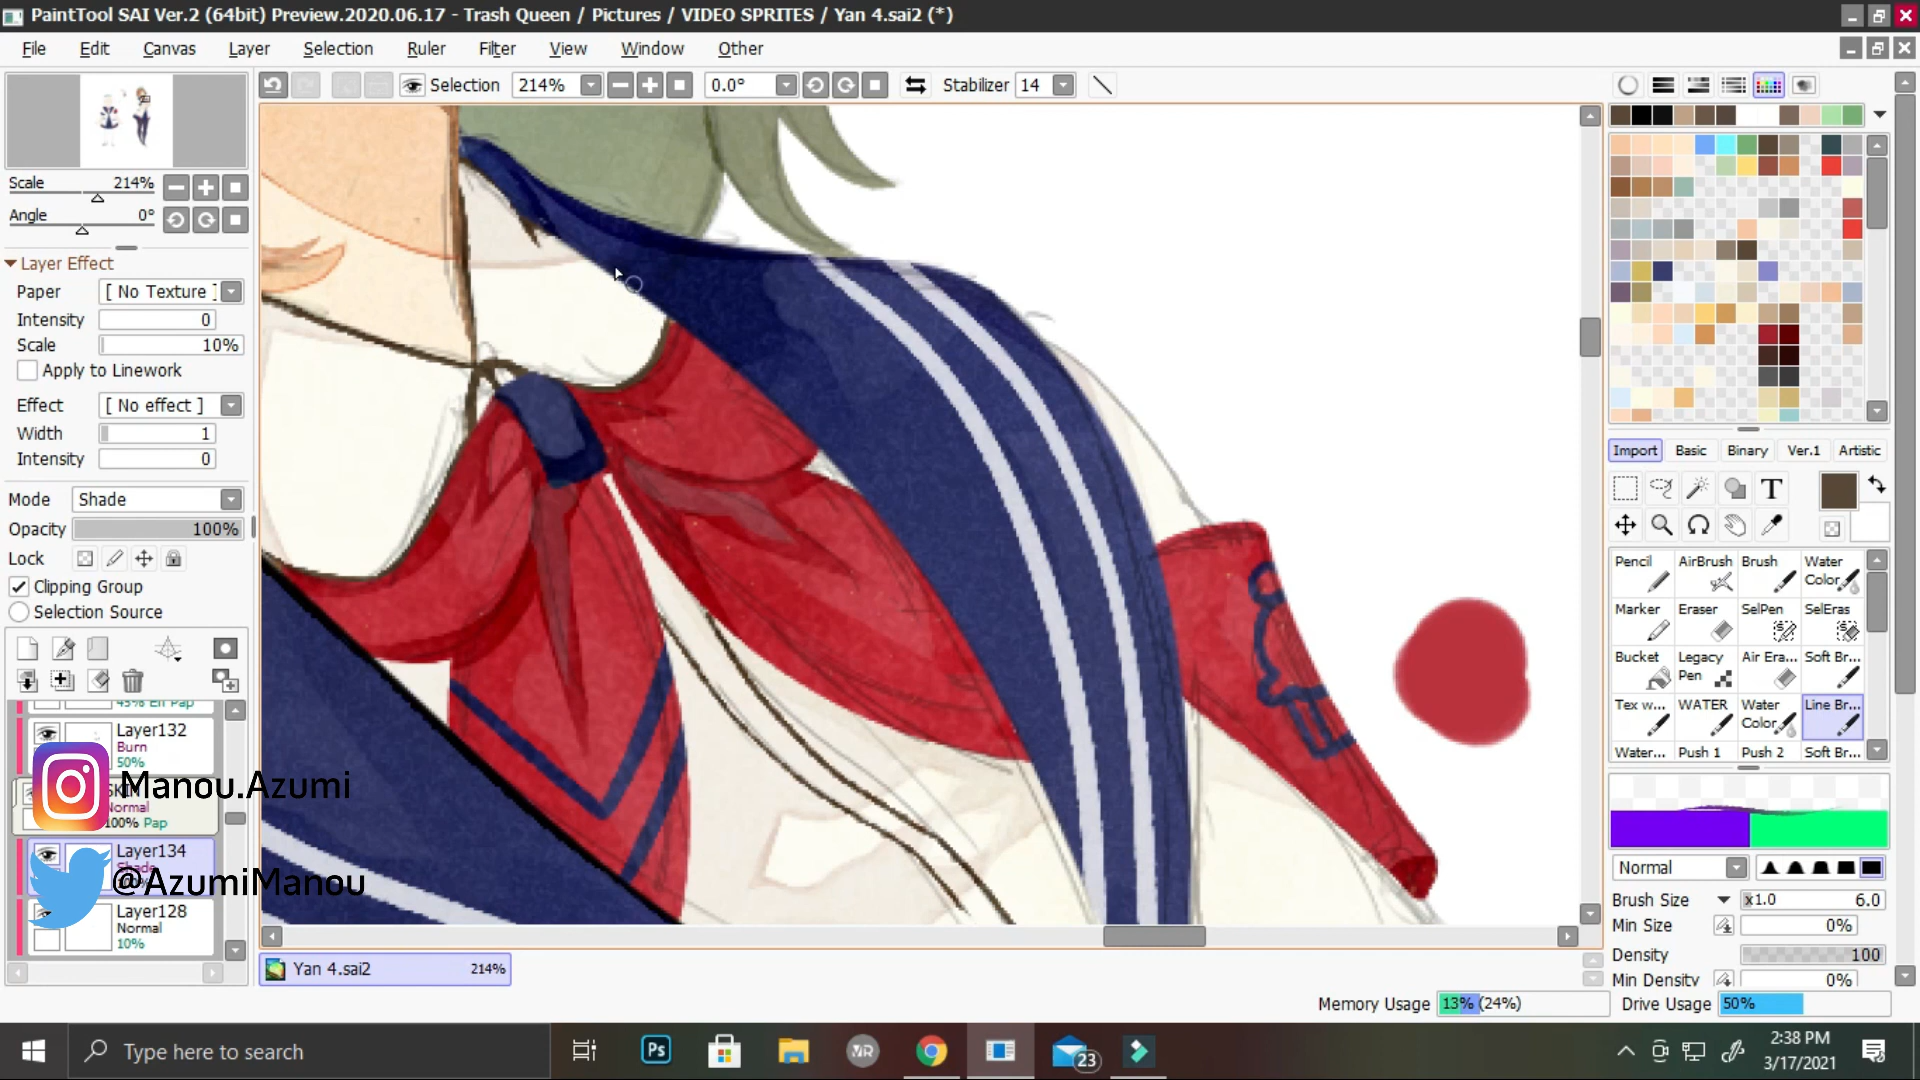 PaintTool SAI Ver.2 (64bit) Preview.2020.06.17 - Trash Queen / Pictures / VIDEO SPRITES / Yan 4.sai2 (*)
File Edit Canvas Layer Selection Ruler Filter View Window Other
Selection 214% 0.0° Stabilizer 14
Scale 214%
Angle 0°
Layer Effect
Paper [ No Texture ]
Intensity 0
Scale 10%
Apply to Linework
Effect [ No effect ]
Width 1
Intensity 0
Mode Shade
Opacity 100%
Lock
Clipping Group
Selection Source
Layer132
Burn
50%
Manou.Azumi
Normal
100% Pap
Layer134
@AzumiManou
Layer128
Normal
10%
Yan 4.sai2 214%
Import Basic Binary Ver.1 Artistic
T
Pencil AirBrush Brush Water Color
Marker Eraser SelPen SelEras
Bucket Legacy Pen Air Era... Soft Br...
Tex w... WATER Water Color Line Br...
Water... Push 1 Push 2 Soft Br...
Normal
Brush Size x1.0 6.0
Min Size 0%
Density 100
Min Density 0%
Memory Usage 13% (24%) Drive Usage 50%
Type here to search
Ps
MR
23
2:38 PM
3/17/2021